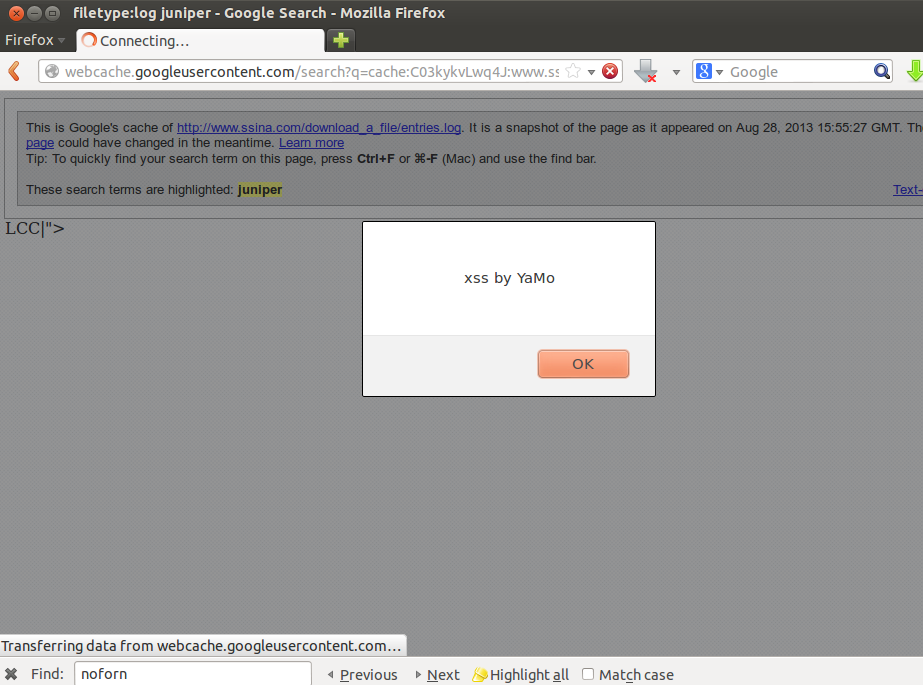 filetype:log juniper - Google Search - Mozilla Firefox
Firefox
Connecting...
webcache.googleusercontent.com/search?q=cache:C03kykvLwq4J:www.ss
Google
This is Google's cache of http://www.ssina.com/download_a_file/entries.log. It is a snapshot of the page as it appeared on Aug 28, 2013 15:55:27 GMT. The
page could have changed in the meantime. Learn more
Tip: To quickly find your search term on this page, press Ctrl+F or ⌘-F (Mac) and use the find bar.
These search terms are highlighted: juniper Text-
LCC|">
xss by YaMo
OK
Transferring data from webcache.googleusercontent.com...
Find: noforn Previous Next Highlight all Match case